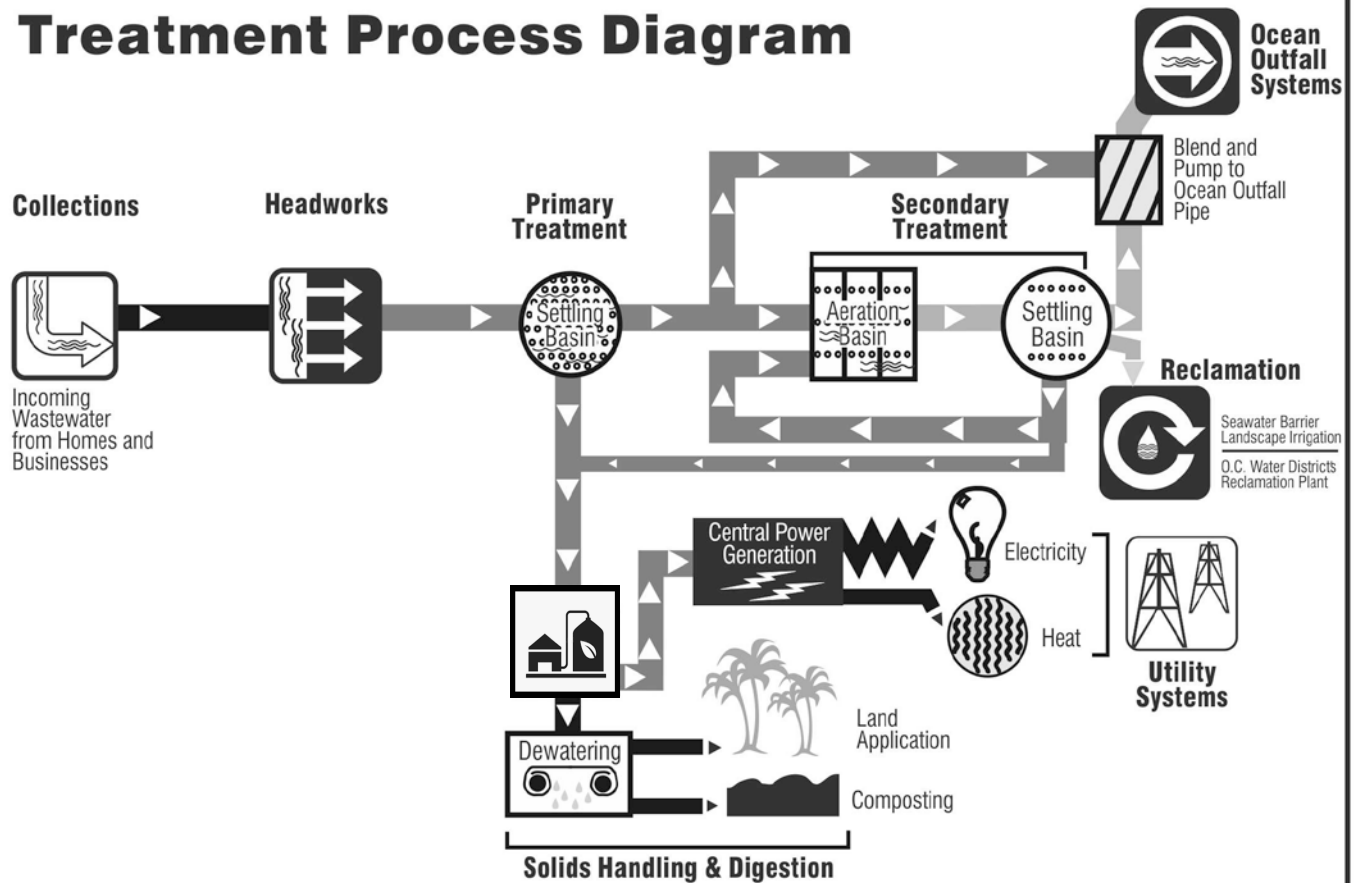 Treatment Process Diagram
Ocean
Outfall
Systems
Blend and
Pump to
Ocean Outfall
Pipe
Collections
Headworks
Primary
Treatment
Secondary
Treatment
Settling
Basin
Aeration
Basin
Settling
Basin
Incoming
Wastewater
from Homes and
Businesses
Reclamation
Seawater Barrier
Landscape Irrigation
O.C. Water Districts
Reclamation Plant
Central Power
Generation
Electricity
Heat
Utility
Systems
Land
Application
Dewatering
Composting
Solids Handling & Digestion